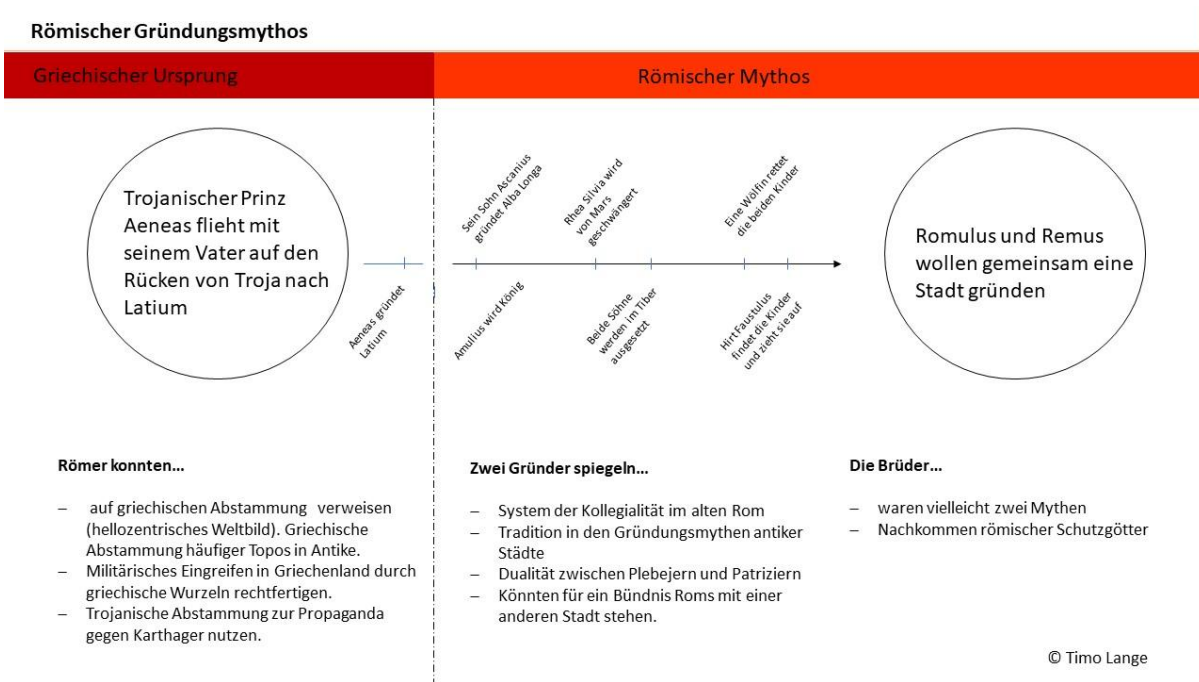 Römischer Gründungsmythos
Griechischer Ursprung
Römischer Mythos
Trojanischer Prinz
Aeneas flieht mit
seinem Vater auf den
Rücken von Troja nach
Latium
Aeneas gründet
Latium
Sein Sohn Ascanius
gründet Alba Longa
Amulius wird König
Rhea Silvia wird
von Mars
geschwängert
Beide Söhne
werden im Tiber
ausgesetzt
Eine Wölfin rettet
die beiden Kinder
Hirt Faustulus
findet die Kinder
und zieht sie auf
Romulus und Remus
wollen gemeinsam eine
Stadt gründen
Römer konnten...
– auf griechischen Abstammung verweisen
(hellozentrisches Weltbild). Griechische
Abstammung häufiger Topos in Antike.
– Militärisches Eingreifen in Griechenland durch
griechische Wurzeln rechtfertigen.
– Trojanische Abstammung zur Propaganda
gegen Karthager nutzen.
Zwei Gründer spiegeln...
– System der Kollegialität im alten Rom
– Tradition in den Gründungsmythen antiker
Städte
– Dualität zwischen Plebejern und Patriziern
– Könnten für ein Bündnis Roms mit einer
anderen Stadt stehen.
Die Brüder...
– waren vielleicht zwei Mythen
– Nachkommen römischer Schutzgötter
© Timo Lange